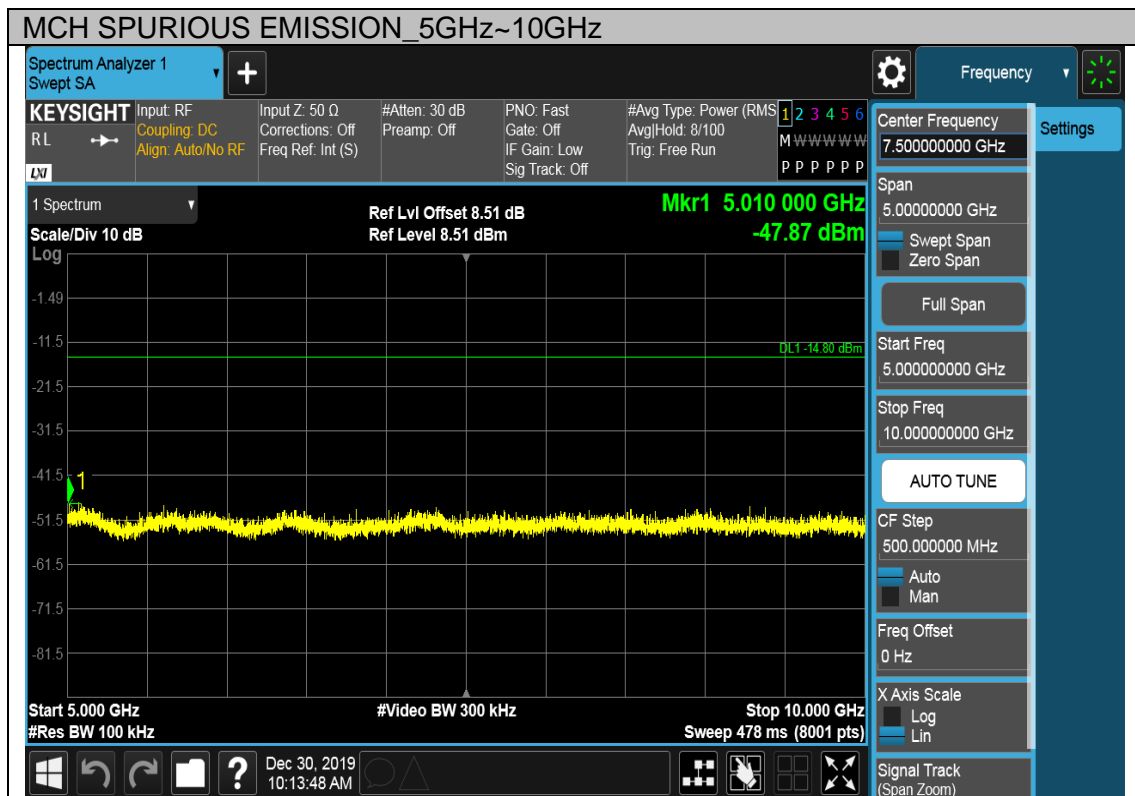 MCH SPURIOUS EMISSION_5GHz~10GHz
Spectrum Analyzer 1
Swept SA
+
Frequency
KEYSIGHT
R L
LXI
Input: RF
Coupling: DC
Align: Auto/No RF
Input Z: 50 Ω
Corrections: Off
Freq Ref: Int (S)
#Atten: 30 dB
Preamp: Off
PNO: Fast
Gate: Off
IF Gain: Low
Sig Track: Off
#Avg Type: Power (RMS
Avg|Hold: 8/100
Trig: Free Run
1 2 3 4 5 6
M W W W W W
P P P P P P
1 Spectrum
Scale/Div 10 dB
Ref Lvl Offset 8.51 dB
Ref Level 8.51 dBm
Mkr1 5.010 000 GHz
-47.87 dBm
Log
-1.49
-11.5
DL1 -14.80 dBm
-21.5
-31.5
-41.5
1
-51.5
-61.5
-71.5
-81.5
Start 5.000 GHz
#Res BW 100 kHz
#Video BW 300 kHz
Stop 10.000 GHz
Sweep 478 ms (8001 pts)
?
Dec 30, 2019
10:13:48 AM
Center Frequency
7.500000000 GHz
Settings
Span
5.00000000 GHz
Swept Span
Zero Span
Full Span
Start Freq
5.000000000 GHz
Stop Freq
10.000000000 GHz
AUTO TUNE
CF Step
500.000000 MHz
Auto
Man
Freq Offset
0 Hz
X Axis Scale
Log
Lin
Signal Track
(Span Zoom)